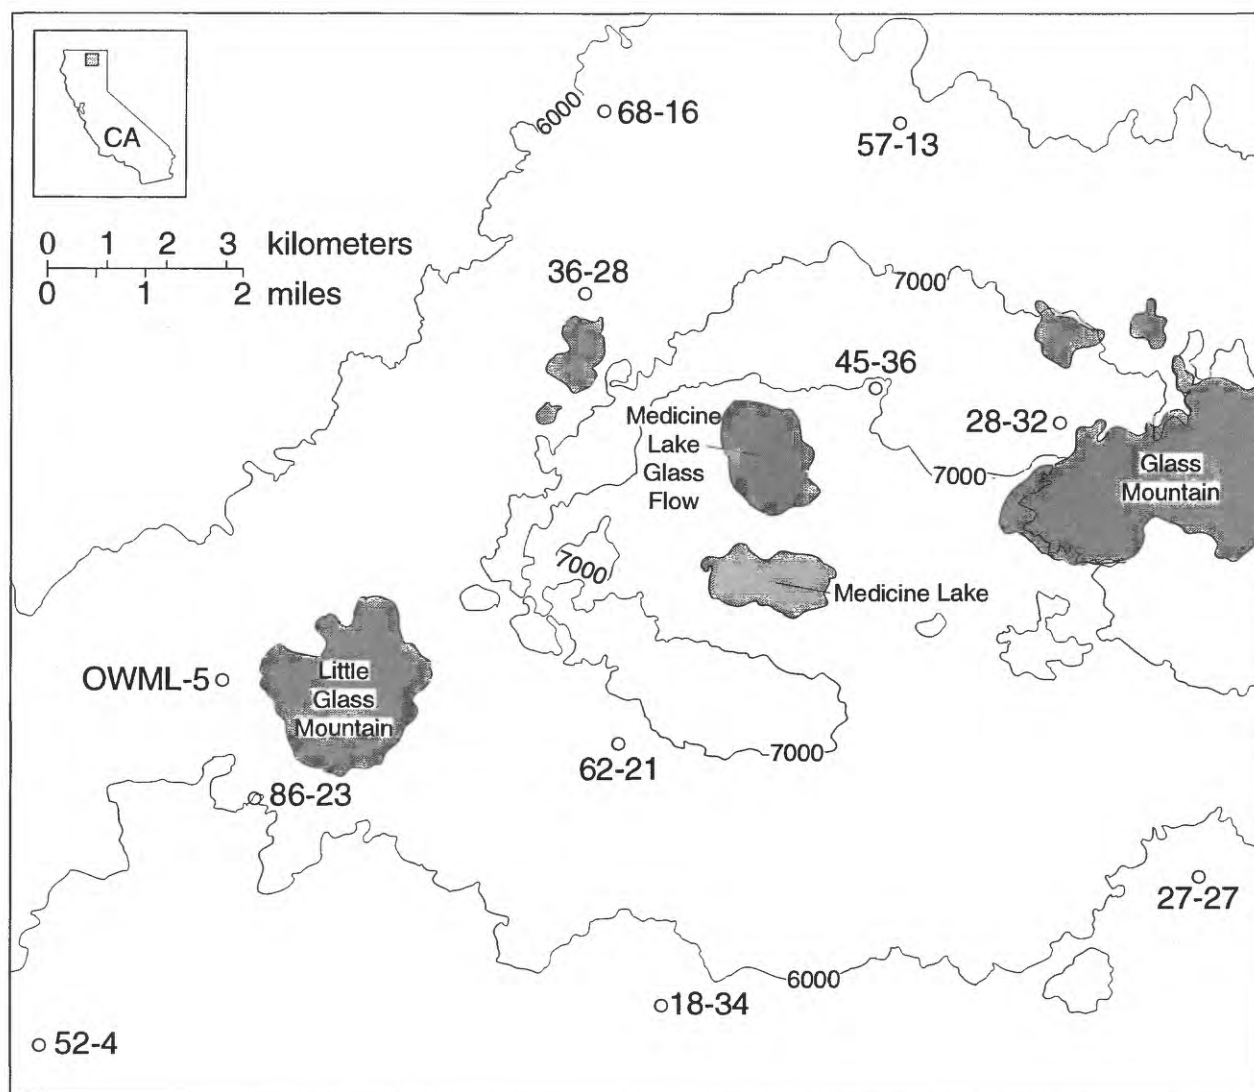 CA
0 1 2 3 kilometers
0 1 2 miles
6000
68-16
57-13
36-28
7000
45-36
28-32
Medicine
Lake
Glass
Flow
7000
Glass
Mountain
7000
Medicine Lake
OWML-5
Little
Glass
Mountain
62-21
7000
86-23
27-27
6000
18-34
52-4